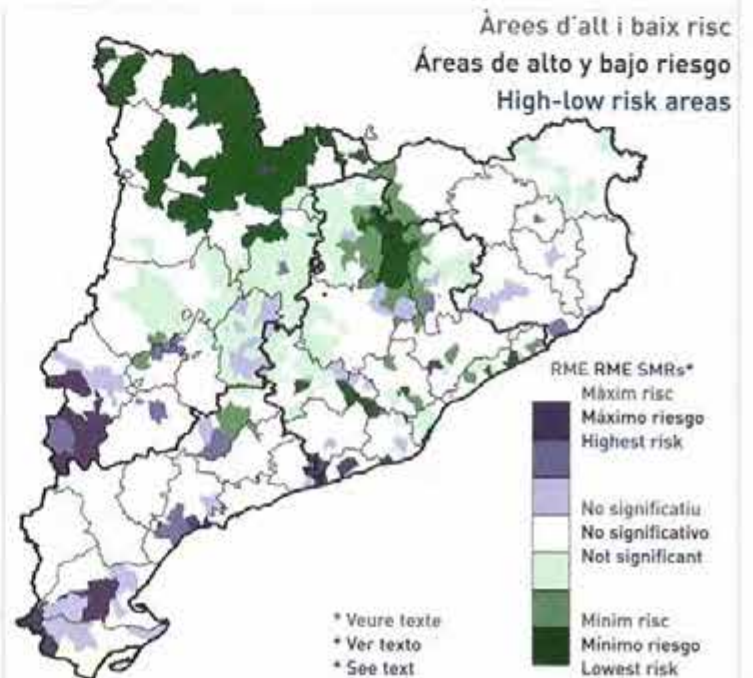 Àrees d'alt i baix risc
Áreas de alto y bajo riesgo
High-low risk areas
RME RME SMRs*
Màxim risc
Máximo riesgo
Highest risk
No significatiu
No significativo
Not significant
Mínim risc
Mínimo riesgo
Lowest risk
* Veure texte
* Ver texto
* See text